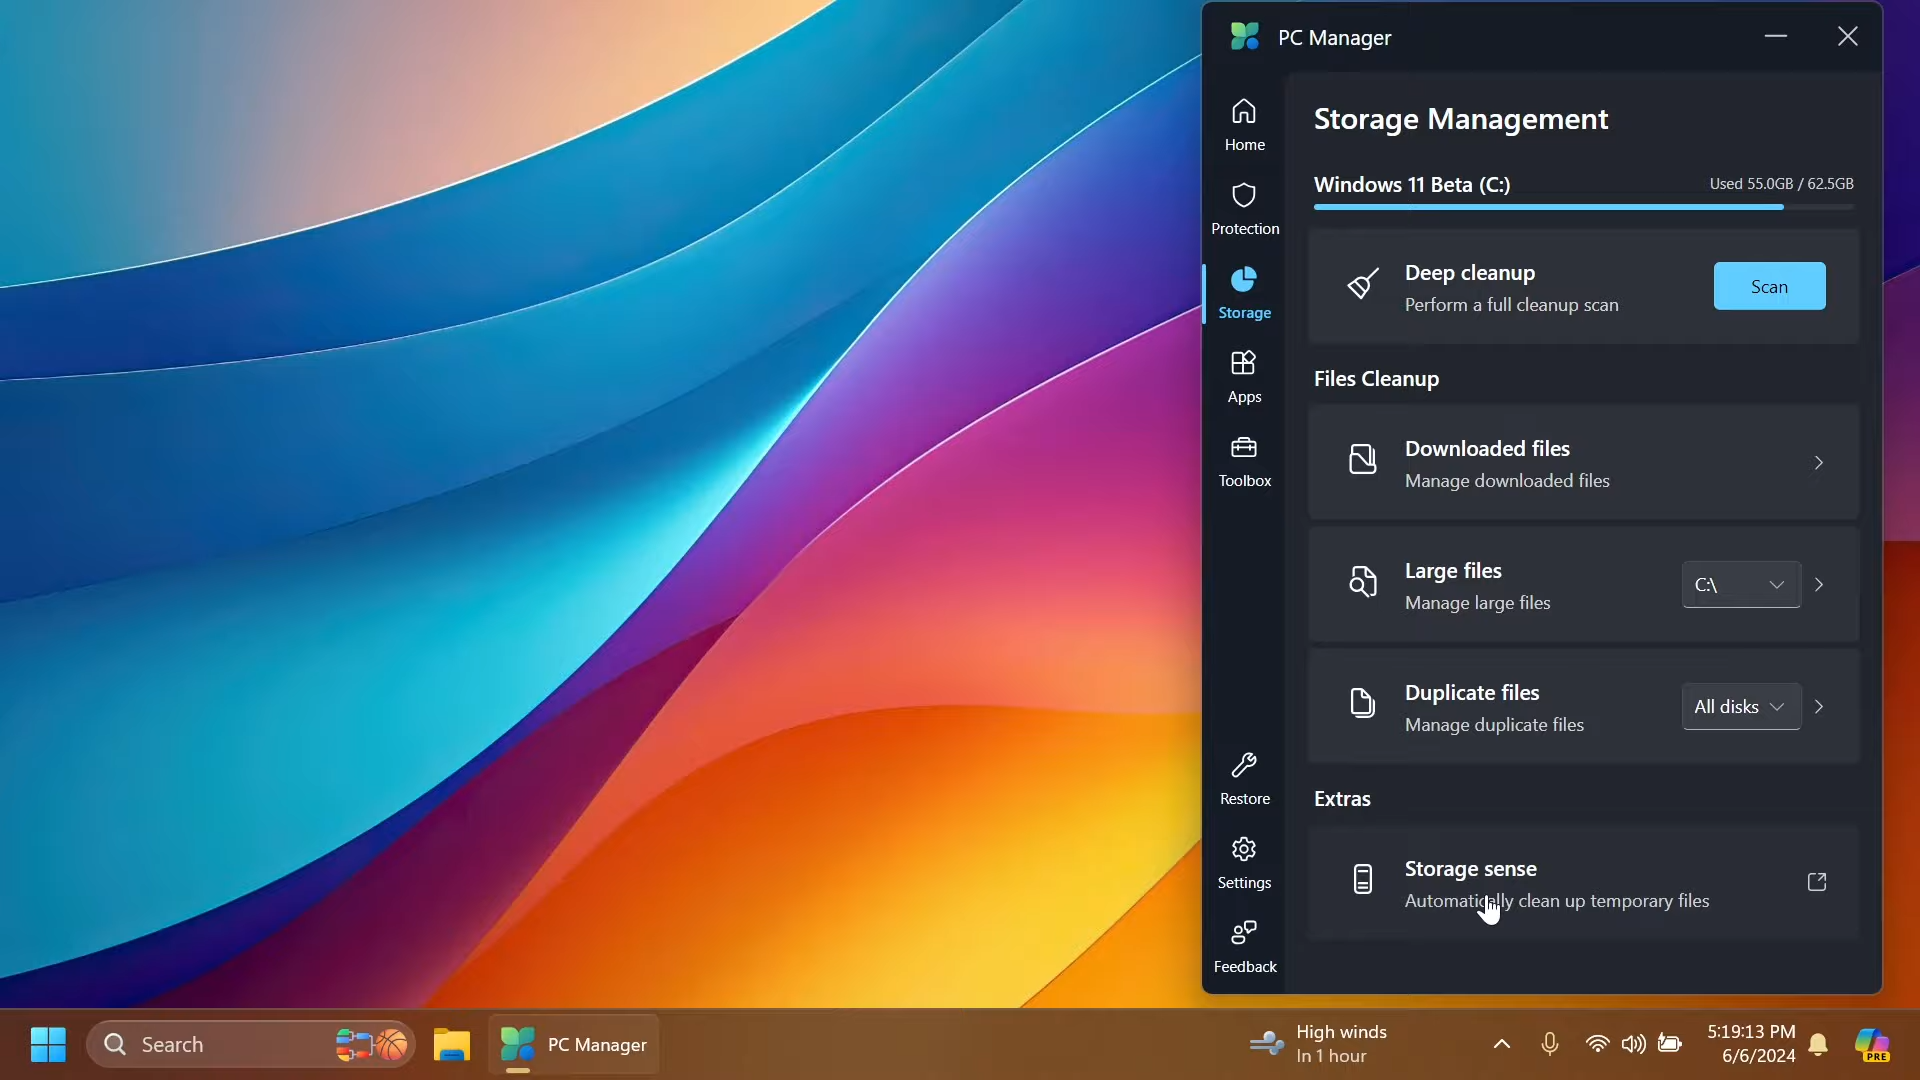 PC Manager
Home
Protection
Storage
Apps
Toolbox
Restore
Settings
Feedback
Storage Management
Windows 11 Beta (C:)
Used 55.0GB / 62.5GB
Deep cleanup
Perform a full cleanup scan
Scan
Files Cleanup
Downloaded files
Manage downloaded files
Large files
Manage large files
C:\
Duplicate files
Manage duplicate files
All disks
Extras
Storage sense
Automatically clean up temporary files
Search
PC Manager
High winds
In 1 hour
5:19:13 PM
6/6/2024
PRE